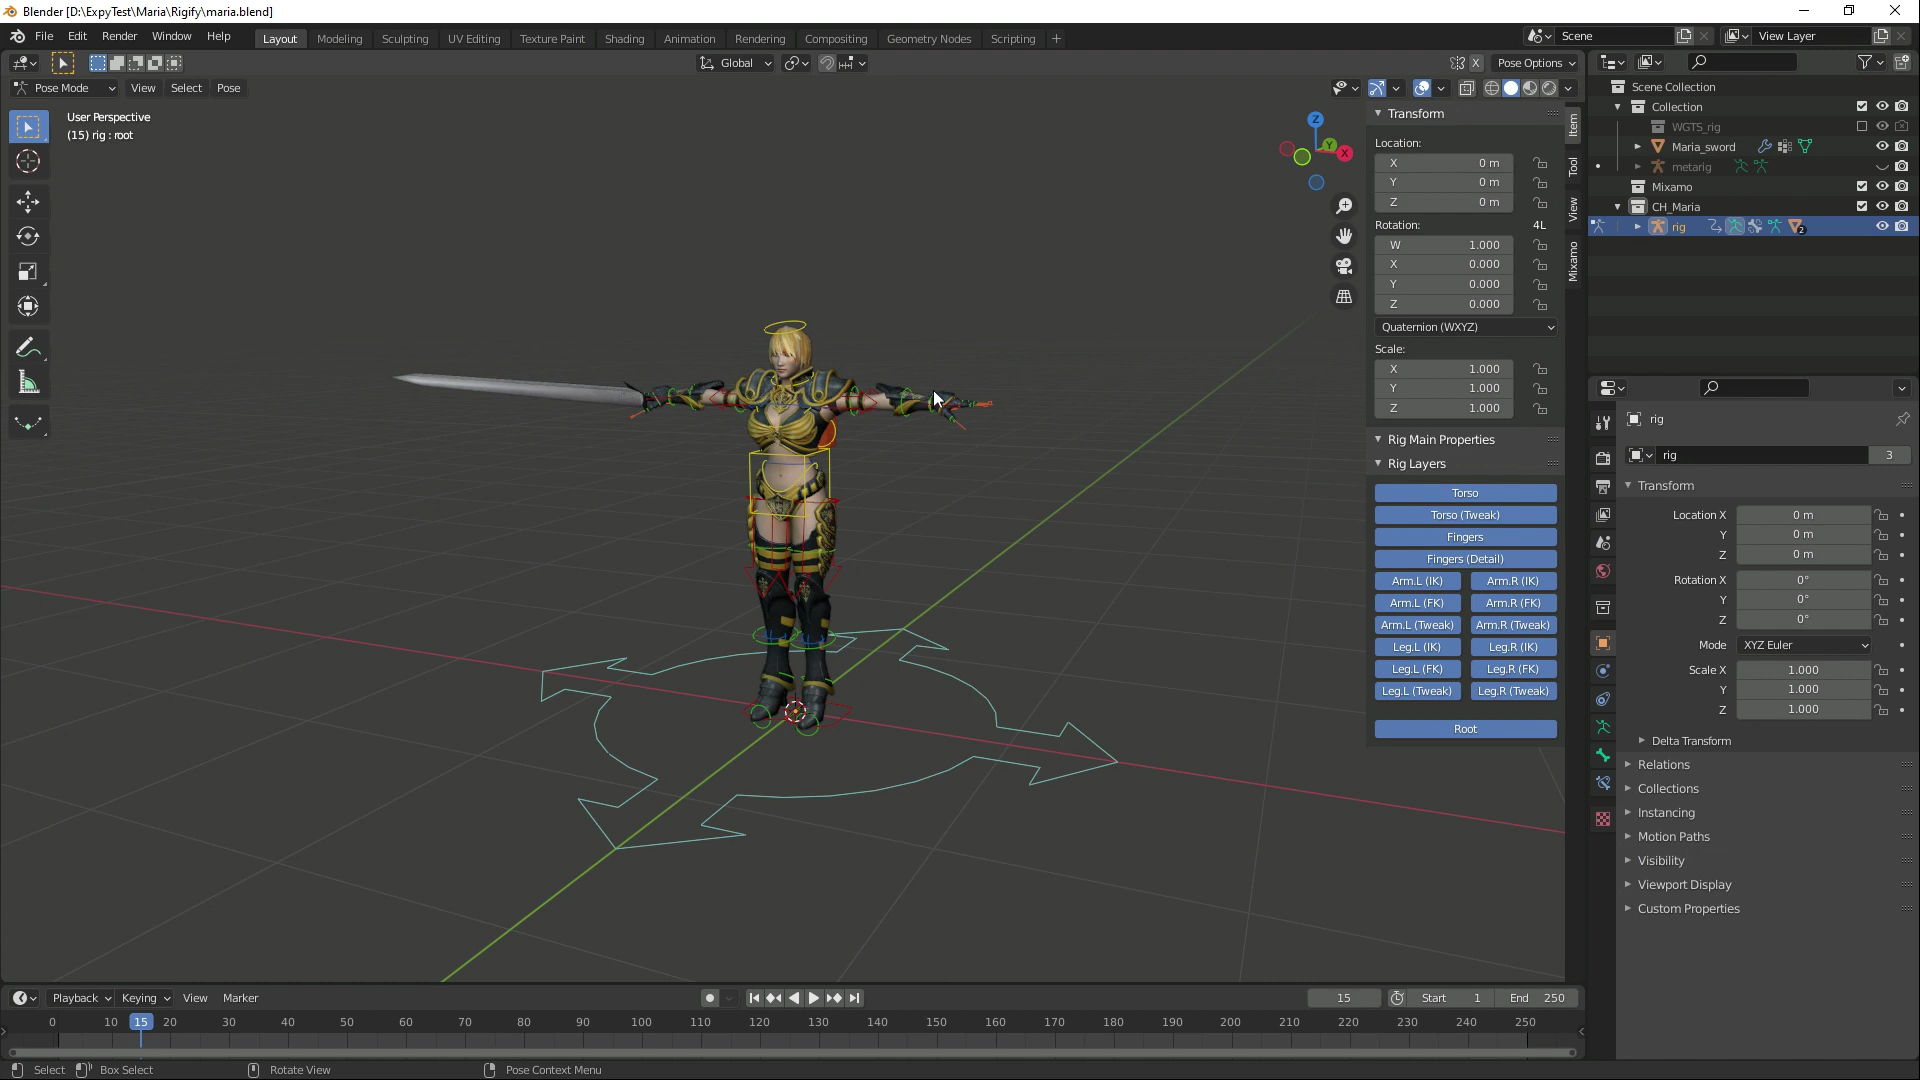 Blender [D:\ExpyTest\Maria\Rigify\maria.blend]
File Edit Render Window Help
Layout Modeling Sculpting UV Editing Texture Paint Shading Animation Rendering Compositing Geometry Nodes Scripting +
Scene
View Layer
Global
X
Pose Options
Pose Mode View Select Pose
User Perspective
(15) rig : root
Z
Y
X
Item
Tool
View
Mixamo
Transform
Location:
X 0 m
Y 0 m
Z 0 m
Rotation: 4L
W 1.000
X 0.000
Y 0.000
Z 0.000
Quaternion (WXYZ)
Scale:
X 1.000
Y 1.000
Z 1.000
Rig Main Properties
Rig Layers
Torso
Torso (Tweak)
Fingers
Fingers (Detail)
Arm.L (IK) Arm.R (IK)
Arm.L (FK) Arm.R (FK)
Arm.L (Tweak) Arm.R (Tweak)
Leg.L (IK) Leg.R (IK)
Leg.L (FK) Leg.R (FK)
Leg.L (Tweak) Leg.R (Tweak)
Root
Scene Collection
Collection
WGTS_rig
Maria_sword
metarig
Mixamo
CH_Maria
rig 2
rig
rig 3
Transform
Location X 0 m
Y 0 m
Z 0 m
Rotation X 0°
Y 0°
Z 0°
Mode XYZ Euler
Scale X 1.000
Y 1.000
Z 1.000
Delta Transform
Relations
Collections
Instancing
Motion Paths
Visibility
Viewport Display
Custom Properties
Playback Keying View Marker
15 Start 1 End 250
0 10 15 20 30 40 50 60 70 80 90 100 110 120 130 140 150 160 170 180 190 200 210 220 230 240 250
Select Box Select Rotate View Pose Context Menu